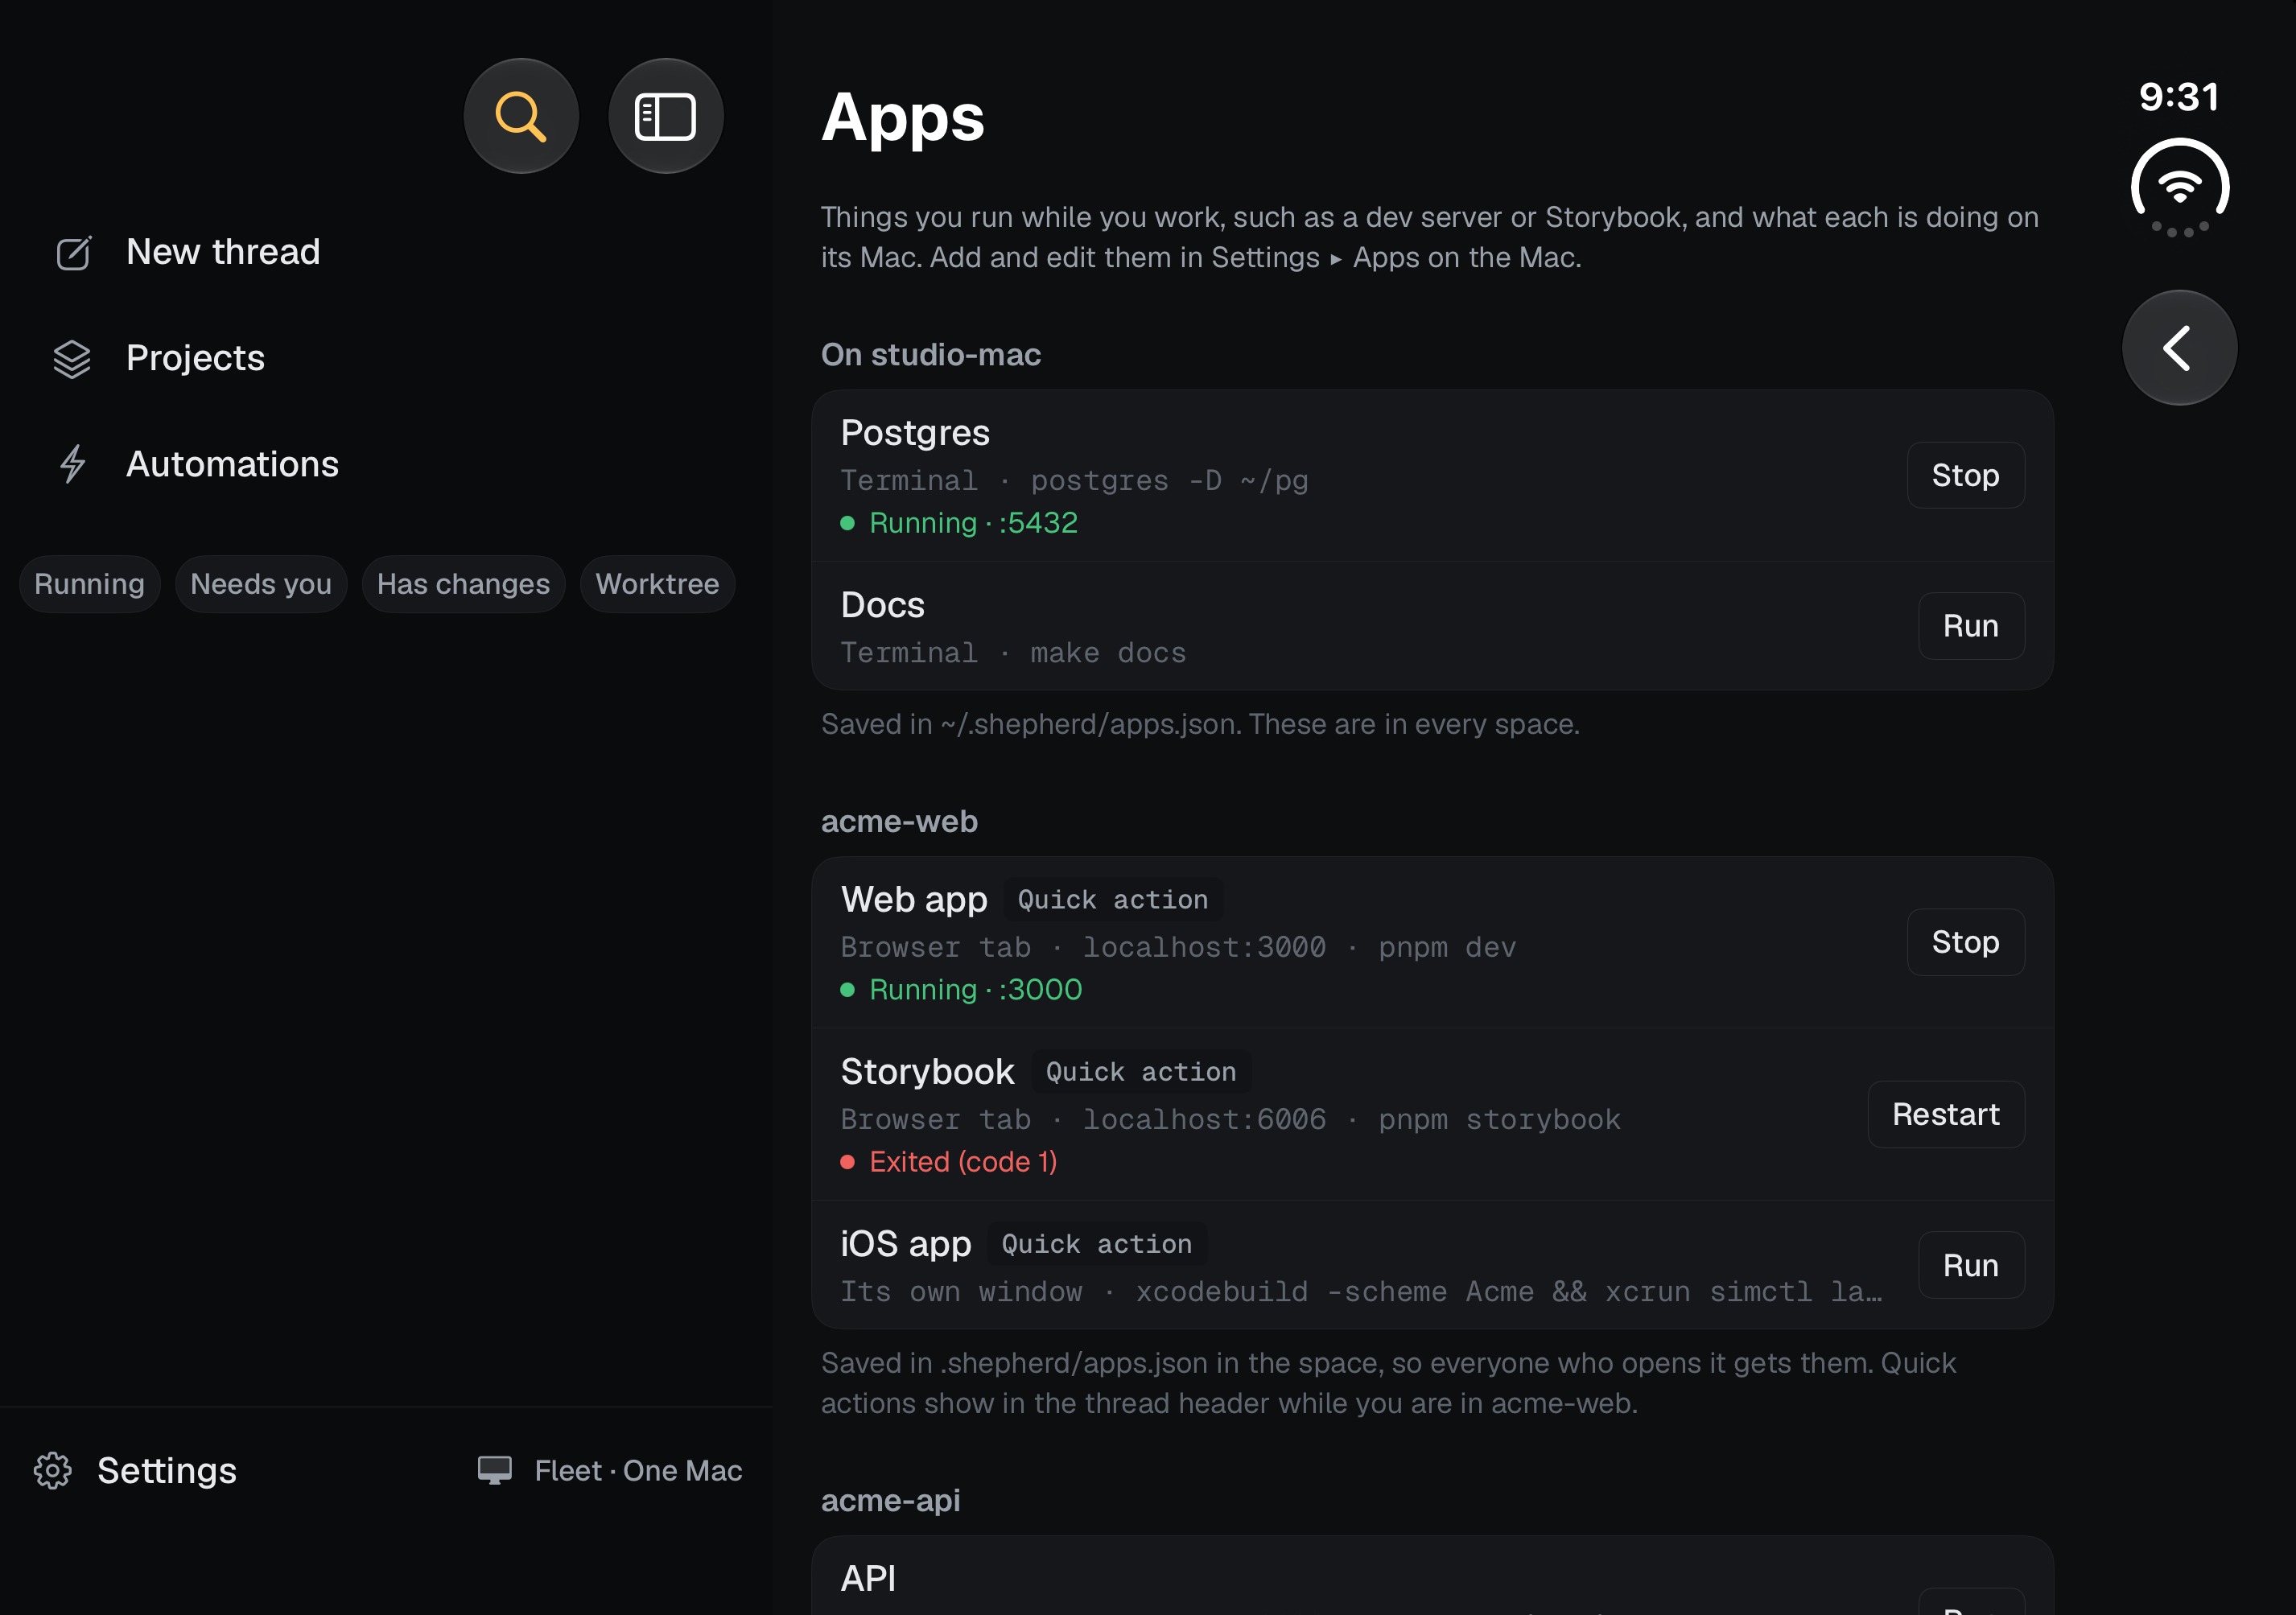 New thread
Projects
Automations
Running
Needs you
Has changes
Worktree
Settings
Fleet · One Mac
Apps
Things you run while you work, such as a dev server or Storybook, and what each is doing on
its Mac. Add and edit them in Settings ▸ Apps on the Mac.
On studio-mac
Postgres
Terminal · postgres -D ~/pg
Running · :5432
Stop
Docs
Terminal · make docs
Run
Saved in ~/.shepherd/apps.json. These are in every space.
acme-web
Web app Quick action
Browser tab · localhost:3000 · pnpm dev
Running · :3000
Stop
Storybook Quick action
Browser tab · localhost:6006 · pnpm storybook
Exited (code 1)
Restart
iOS app Quick action
Its own window · xcodebuild -scheme Acme && xcrun simctl la…
Run
Saved in .shepherd/apps.json in the space, so everyone who opens it gets them. Quick
actions show in the thread header while you are in acme-web.
acme-api
API
9:31